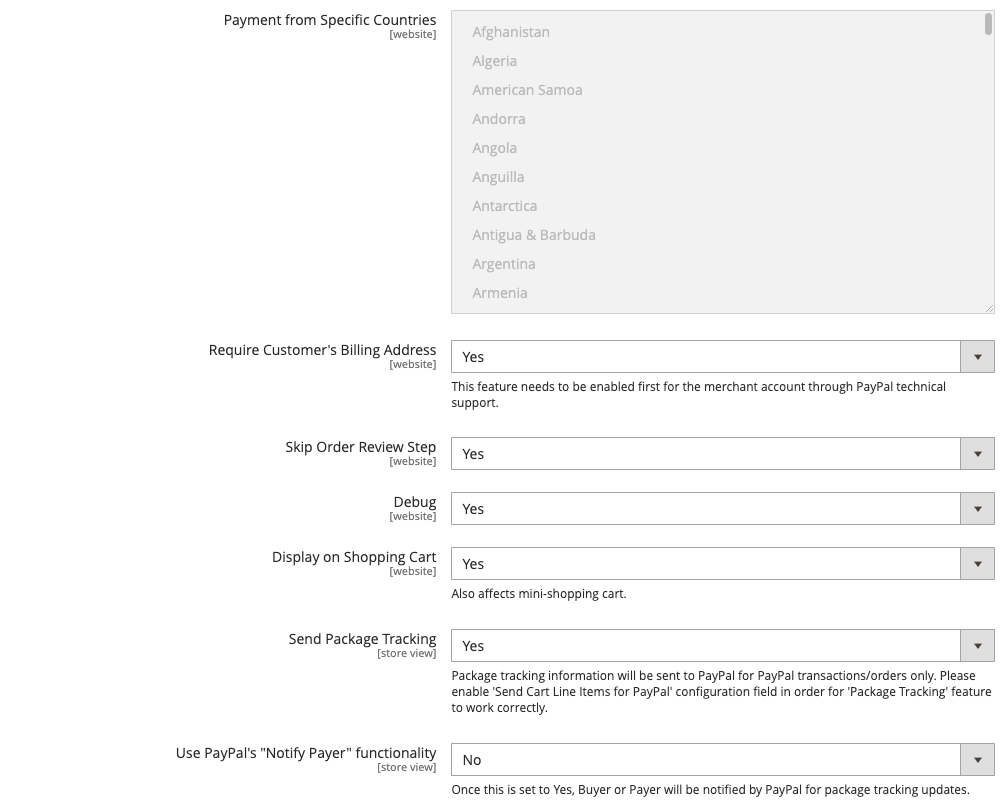 Payment from Specific Countries
[website]
Afghanistan
Algeria
American Samoa
Andorra
Angola
Anguilla
Antarctica
Antigua & Barbuda
Argentina
Armenia
Require Customer's Billing Address
[website]
Yes
This feature needs to be enabled first for the merchant account through PayPal technical
support.
Skip Order Review Step
[website]
Yes
Debug
[website]
Yes
Display on Shopping Cart
[website]
Yes
Also affects mini-shopping cart.
Send Package Tracking
[store view]
Yes
Package tracking information will be sent to PayPal for PayPal transactions/orders only. Please
enable 'Send Cart Line Items for PayPal' configuration field in order for 'Package Tracking' feature
to work correctly.
Use PayPal's "Notify Payer" functionality
[store view]
No
Once this is set to Yes, Buyer or Payer will be notified by PayPal for package tracking updates.